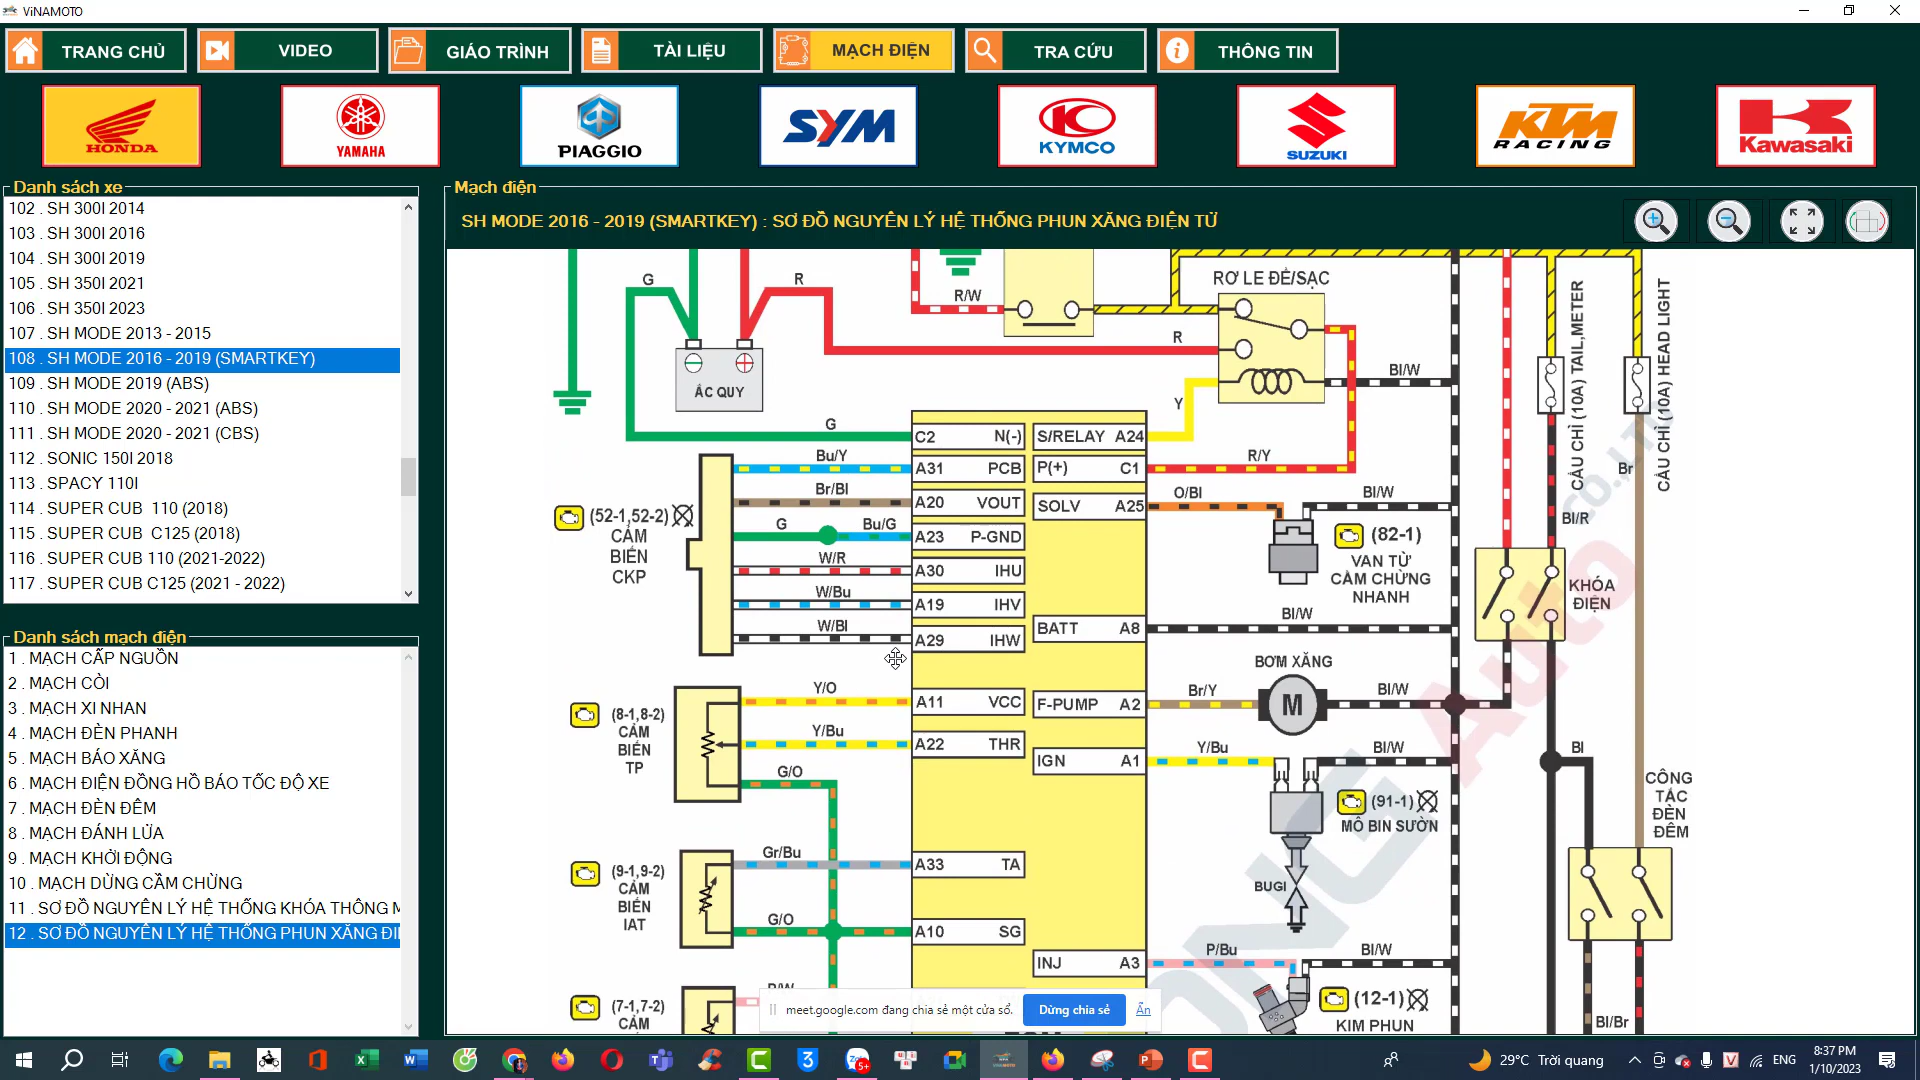 ViNAMOTO
TRANG CHỦ
VIDEO
GIÁO TRÌNH
TÀI LIỆU
MẠCH ĐIỆN
TRA CỨU
THÔNG TIN
HONDA
YAMAHA
PIAGGIO
SYM
KYMCO
SUZUKI
KTM
RACING
Kawasaki
Danh sách xe
102 . SH 300I 2014
103 . SH 300I 2016
104 . SH 300I 2019
105 . SH 350I 2021
106 . SH 350I 2023
107 . SH MODE 2013 - 2015
108 . SH MODE 2016 - 2019 (SMARTKEY)
109 . SH MODE 2019 (ABS)
110 . SH MODE 2020 - 2021 (ABS)
111 . SH MODE 2020 - 2021 (CBS)
112 . SONIC 150I 2018
113 . SPACY 110I
114 . SUPER CUB 110 (2018)
115 . SUPER CUB C125 (2018)
116 . SUPER CUB 110 (2021-2022)
117 . SUPER CUB C125 (2021 - 2022)
Danh sách mạch điện
1 . MẠCH CẤP NGUỒN
2 . MẠCH CÒI
3 . MẠCH XI NHAN
4 . MẠCH ĐÈN PHANH
5 . MẠCH BÁO XĂNG
6 . MẠCH ĐIỆN ĐỒNG HỒ BÁO TỐC ĐỘ XE
7 . MẠCH ĐÈN ĐÊM
8 . MẠCH ĐÁNH LỬA
9 . MẠCH KHỞI ĐỘNG
10 . MẠCH DỪNG CẦM CHỪNG
11 . SƠ ĐỒ NGUYÊN LÝ HỆ THỐNG KHÓA THÔNG M
12 . SƠ ĐỒ NGUYÊN LÝ HỆ THỐNG PHUN XĂNG ĐIỆ
Mạch điện
SH MODE 2016 - 2019 (SMARTKEY) : SƠ ĐỒ NGUYÊN LÝ HỆ THỐNG PHUN XĂNG ĐIỆN TỬ
G
R
R/W
RƠ LE ĐỀ/SẠC
R
ẮC QUY
Y
Bl/W
CẦU CHÌ (10A) TAIL,METER
CẦU CHÌ (10A) HEAD LIGHT
G
C2 N(-)
S/RELAY A24
Bu/Y
A31 PCB
P(+) C1
R/Y
Br
Br/Bl
A20 VOUT
SOLV A25
O/Bl
Bl/W
(52-1,52-2)
CẢM
BIẾN
CKP
G
Bu/G
A23 P-GND
(82-1)
VAN TỪ
CẦM CHỪNG
NHANH
Bl/R
W/R
A30 IHU
W/Bu
A19 IHV
KHÓA
ĐIỆN
W/Bl
A29 IHW
BATT A8
Bl/W
BƠM XĂNG
(8-1,8-2)
CẢM
BIẾN
TP
Y/O
A11 VCC
F-PUMP A2
Br/Y
M
Bl/W
Y/Bu
A22 THR
IGN A1
Y/Bu
Bl/W
Bl
G/O
(91-1)
MÔ BIN SƯỜN
CÔNG
TẮC
ĐÈN
ĐÊM
(9-1,9-2)
CẢM
BIẾN
IAT
Gr/Bu
A33 TA
BUGI
G/O
A10 SG
INJ A3
P/Bu
Bl/W
(7-1,7-2)
CẢM
(12-1)
KIM PHUN
Bl/Br
ONG Auto CO.,LTD
meet.google.com đang chia sẻ một cửa sổ.
Dừng chia sẻ
Ẩn
29°C Trời quang
ENG
8:37 PM
1/10/2023